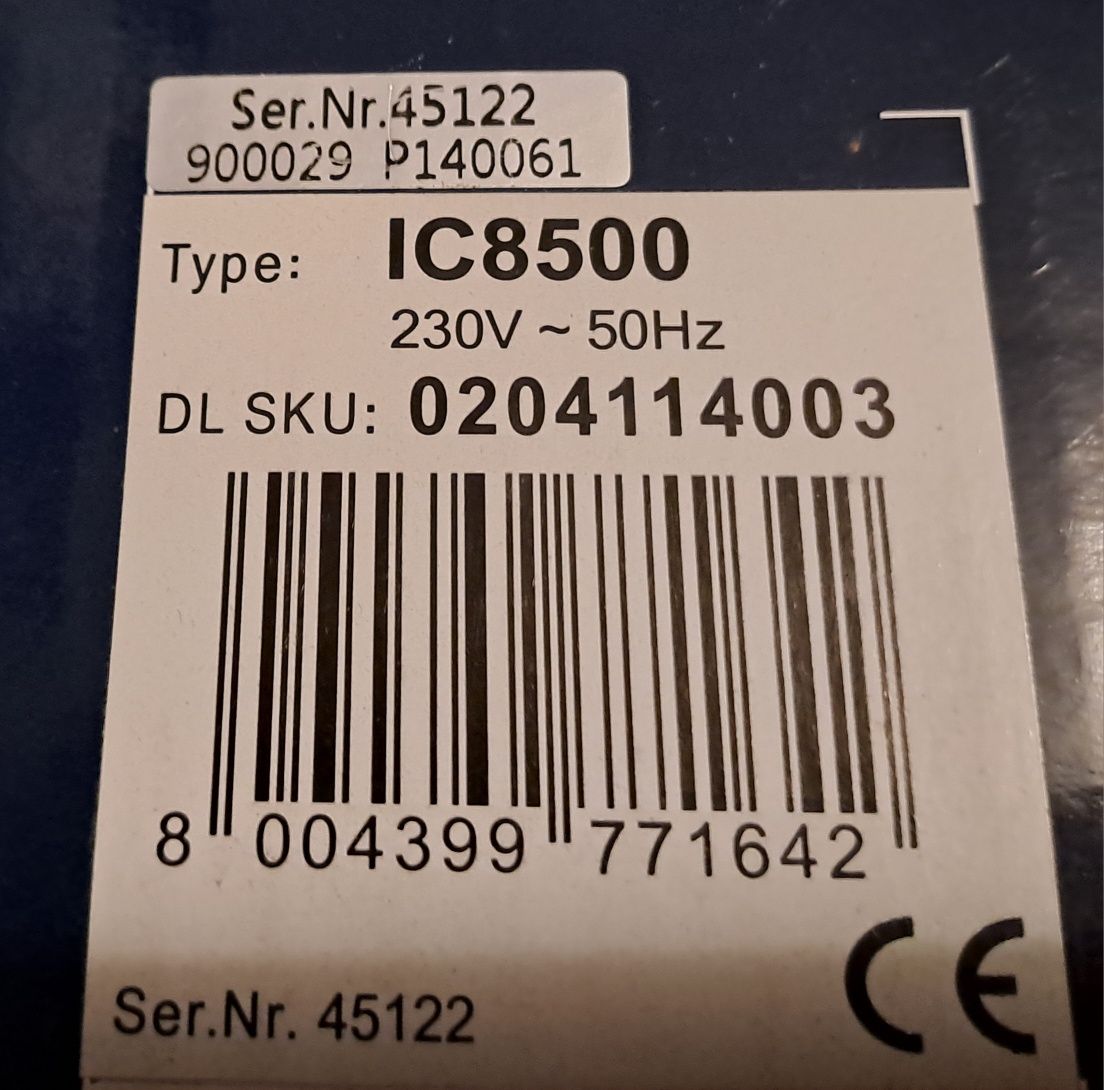 Ser.Nr.45122
900029 P140061
Type: IC8500
230V ~ 50Hz
DL SKU: 0204114003
8 004399 771642
Ser.Nr. 45122
CE